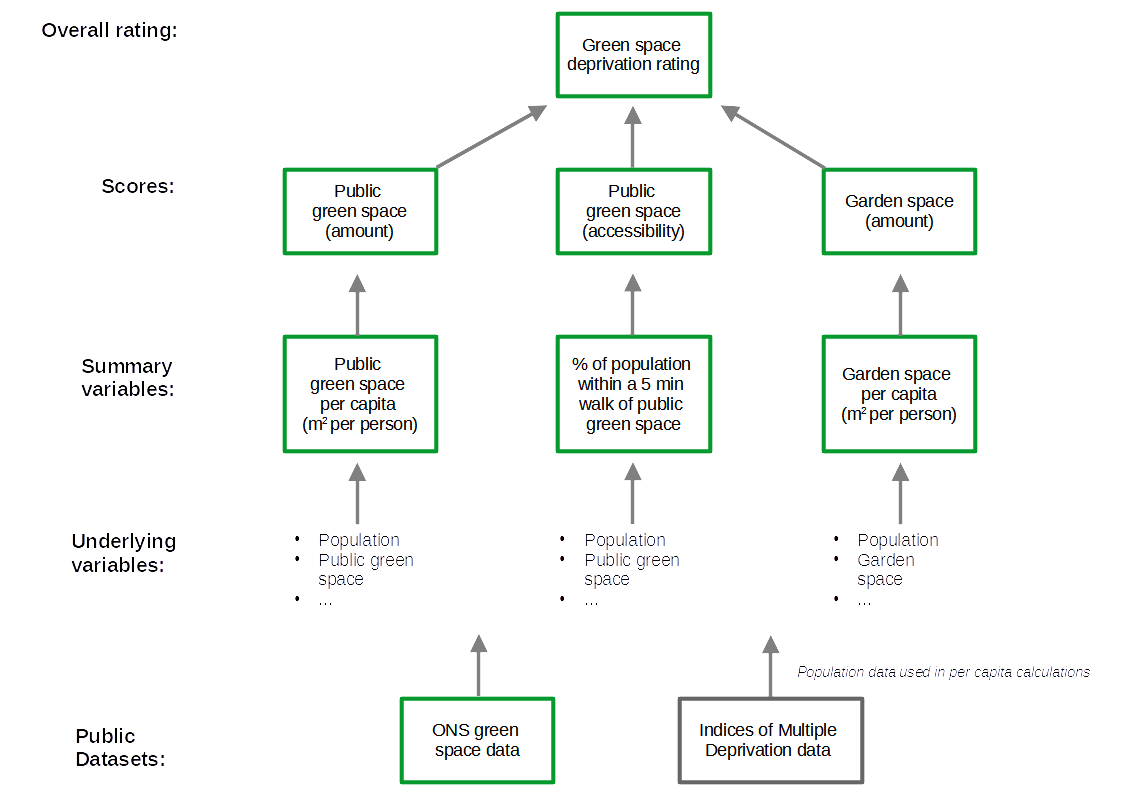 Overall rating:
Green space
deprivation rating
Scores:
Public
green space
(amount)
Public
green space
(accessibility)
Garden space
(amount)
Summary
variables:
Public
green space
per capita
(m² per person)
% of population
within a 5 min
walk of public
green space
Garden space
per capita
(m² per person)
Underlying
variables:
• Population
• Public green
space
• ...
• Population
• Public green
space
• ...
• Population
• Garden
space
• ...
Population data used in per capita calculations
Public
Datasets:
ONS green
space data
Indices of Multiple
Deprivation data